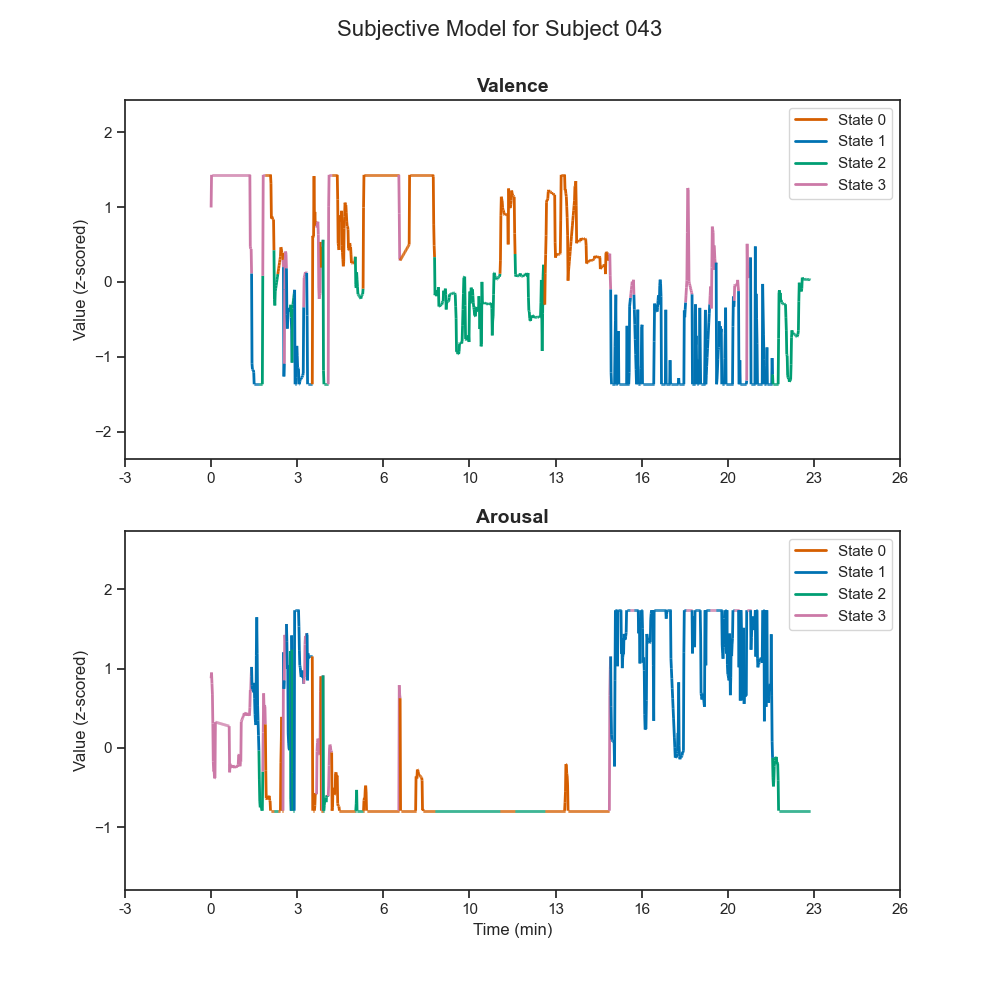 Subjective Model for Subject 043
Valence
Value (z-scored)
2
1
0
−1
−2
-3 0 3 6 10 13 16 20 23 26
State 0
State 1
State 2
State 3
Arousal
Value (z-scored)
2
1
0
−1
-3 0 3 6 10 13 16 20 23 26
State 0
State 1
State 2
State 3
Time (min)